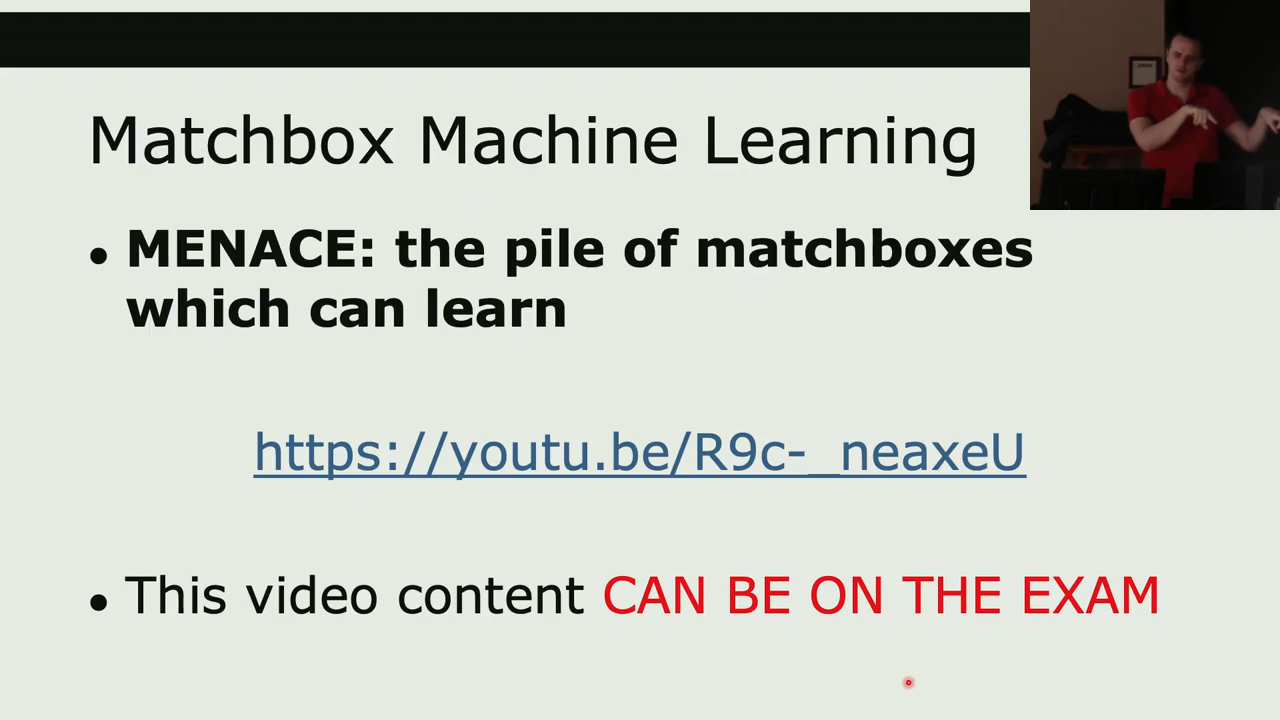 Matchbox Machine Learning
• MENACE: the pile of matchboxes
which can learn
https://youtu.be/R9c-_neaxeU
• This video content CAN BE ON THE EXAM